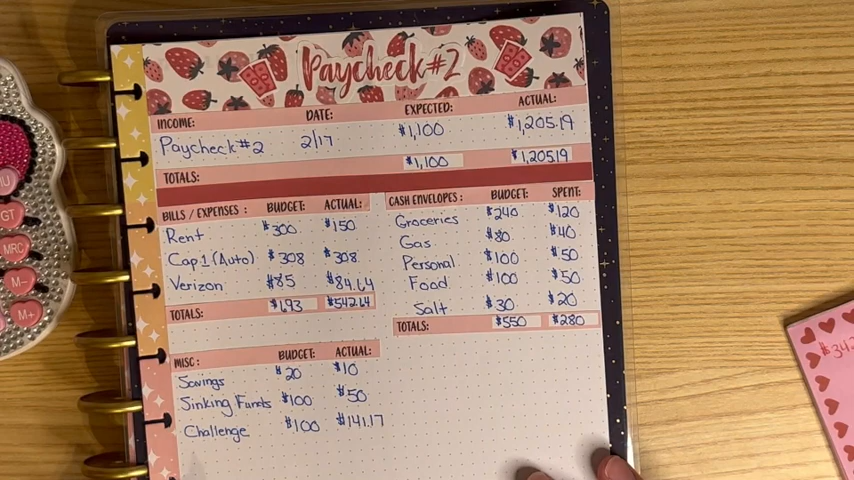 Paycheck #2
INCOME: DATE: EXPECTED: ACTUAL:
Paycheck #2 2/17 $1,100 $1,205.19
TOTALS: $1,100 $1,205.19
BILLS / EXPENSES : BUDGET: ACTUAL:
Rent $300 $150
Cap 1 (Auto) $308 $308
Verizon $85 $84.64
TOTALS: $693 $542.64
CASH ENVELOPES : BUDGET: SPENT:
Groceries $240 $120
Gas $80 $40
Personal $100 $50
Food $100 $50
Salt $30 $20
TOTALS: $550 $280
MISC : BUDGET: ACTUAL:
Savings $20 $10
Sinking Funds $100 $50
Challenge $100 $141.17
GT
MRC
M-
M+
$342